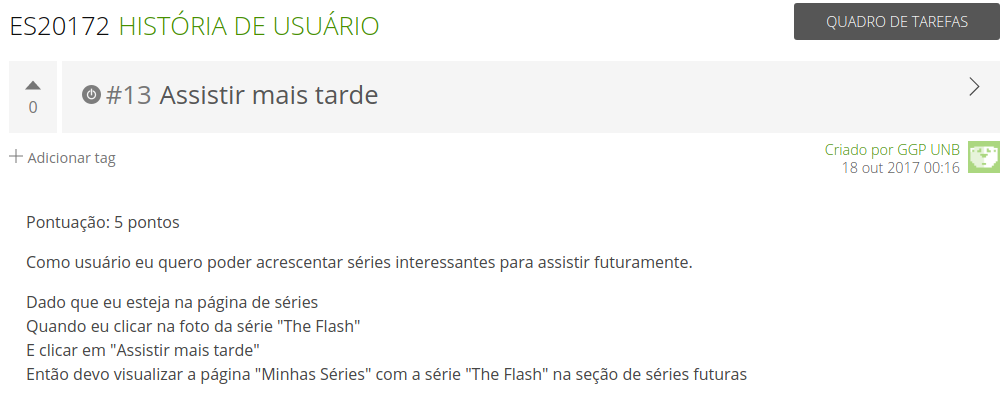 ES20172 HISTÓRIA DE USUÁRIO
QUADRO DE TAREFAS
0
#13 Assistir mais tarde
Adicionar tag
Criado por GGP UNB
18 out 2017 00:16
Pontuação: 5 pontos
Como usuário eu quero poder acrescentar séries interessantes para assistir futuramente.
Dado que eu esteja na página de séries
Quando eu clicar na foto da série "The Flash"
E clicar em "Assistir mais tarde"
Então devo visualizar a página "Minhas Séries" com a série "The Flash" na seção de séries futuras